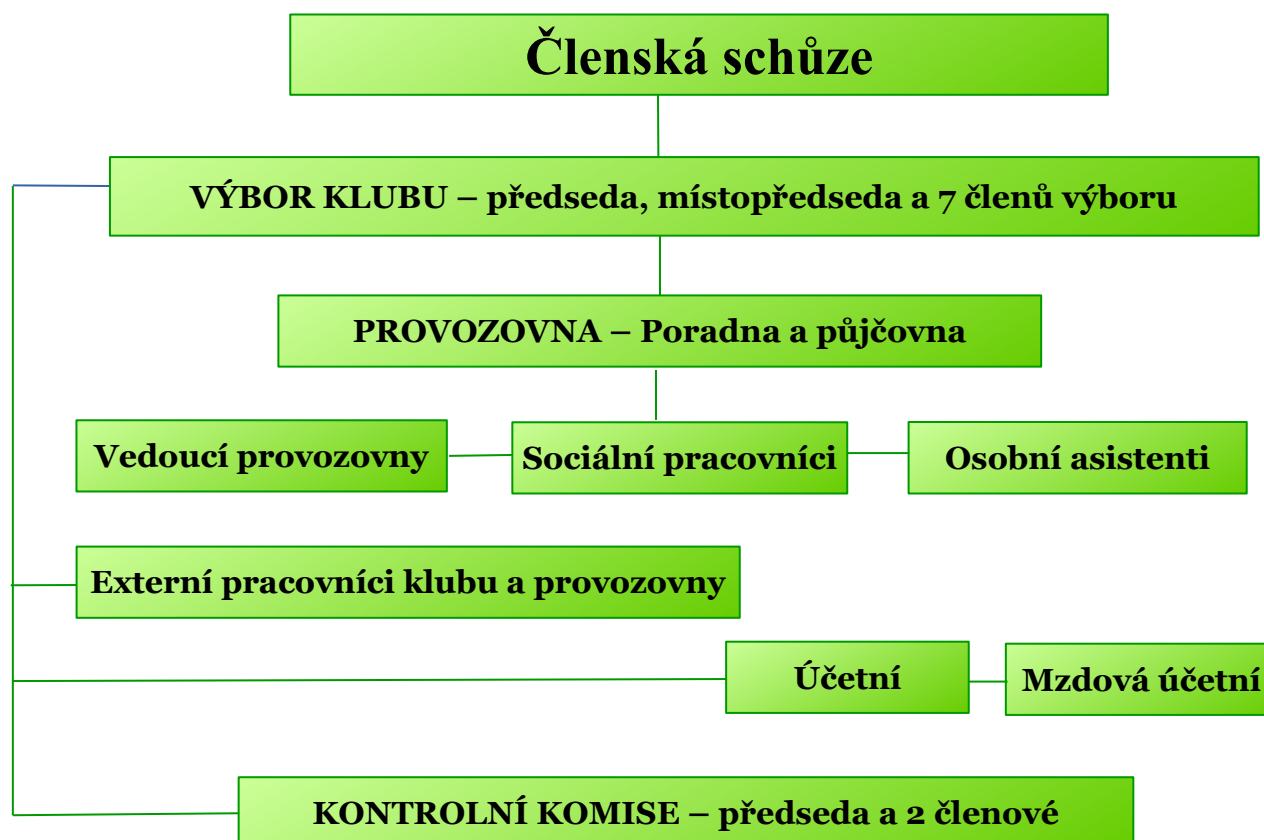 Členská schůze
VÝBOR KLUBU – předseda, místopředseda a 7 členů výboru
PROVOZOVNA – Poradna a půjčovna
Vedoucí provozovny
Sociální pracovníci
Osobní asistenti
Externí pracovníci klubu a provozovny
Účetní
Mzdová účetní
KONTROLNÍ KOMISE – předseda a 2 členové